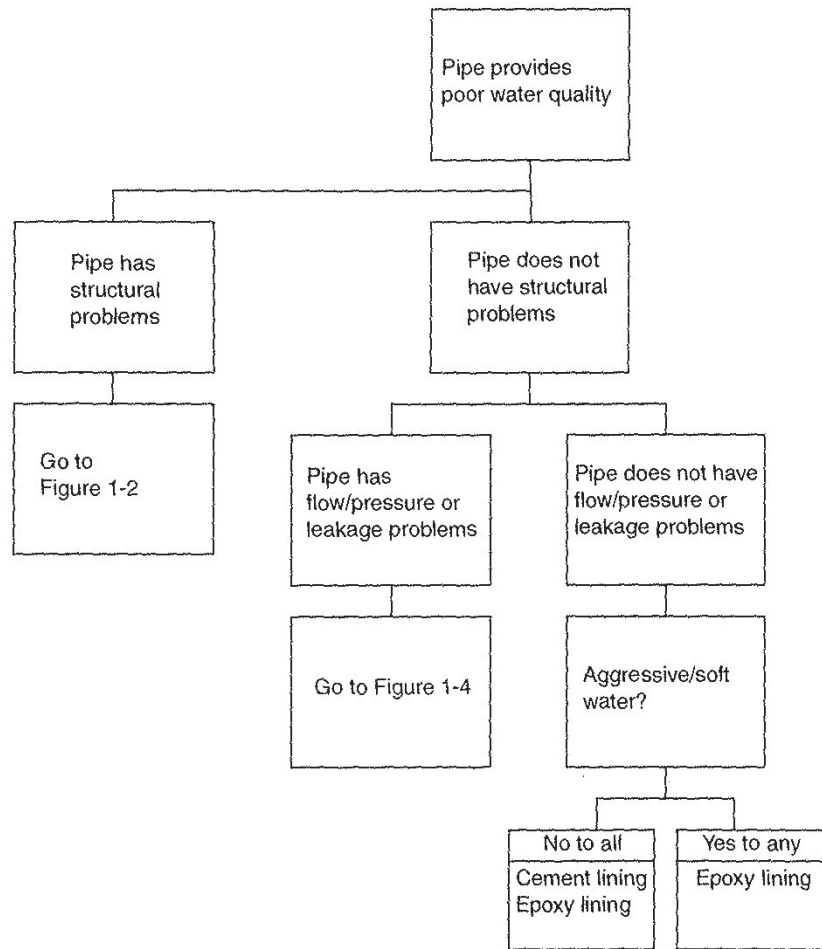 Pipe provides
poor water quality
Pipe has
structural
problems
Pipe does not
have structural
problems
Go to
Figure 1-2
Pipe has
flow/pressure or
leakage problems
Pipe does not have
flow/pressure or
leakage problems
Go to Figure 1-4
Aggressive/soft
water?
No to all
Cement lining
Epoxy lining
Yes to any
Epoxy lining